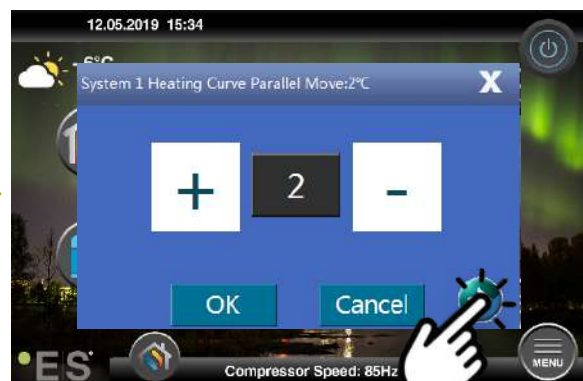 12.05.2019 15:34
-6°C
System 1 Heating Curve Parallel Move:2°C
X
+ 2 -
OK Cancel
ES
Compressor Speed: 85Hz
MENU